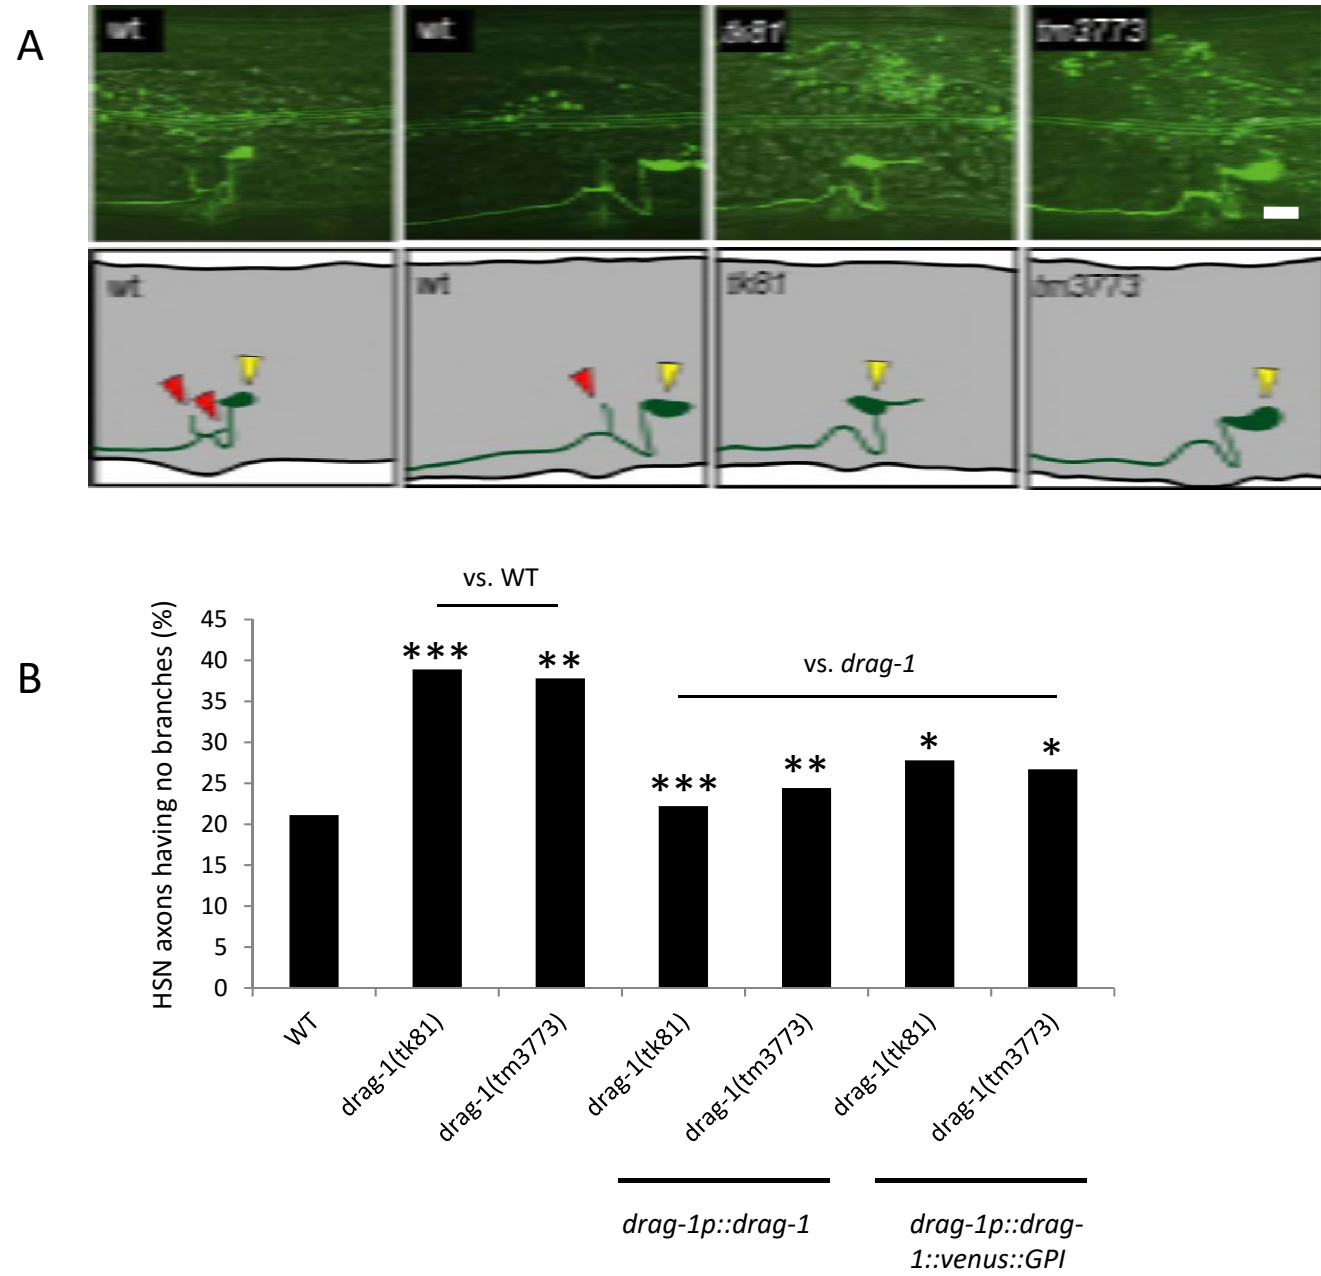 A
wt
wt
tk81
tm3773
wt
wt
tk81
tm3773
B
vs. WT
vs. drag-1
HSN axons having no branches (%)
45
40
35
30
25
20
15
10
5
0
***
**
***
**
*
*
WT
drag-1(tk81)
drag-1(tm3773)
drag-1(tk81)
drag-1(tm3773)
drag-1(tk81)
drag-1(tm3773)
drag-1p::drag-1
drag-1p::drag-
1::venus::GPI